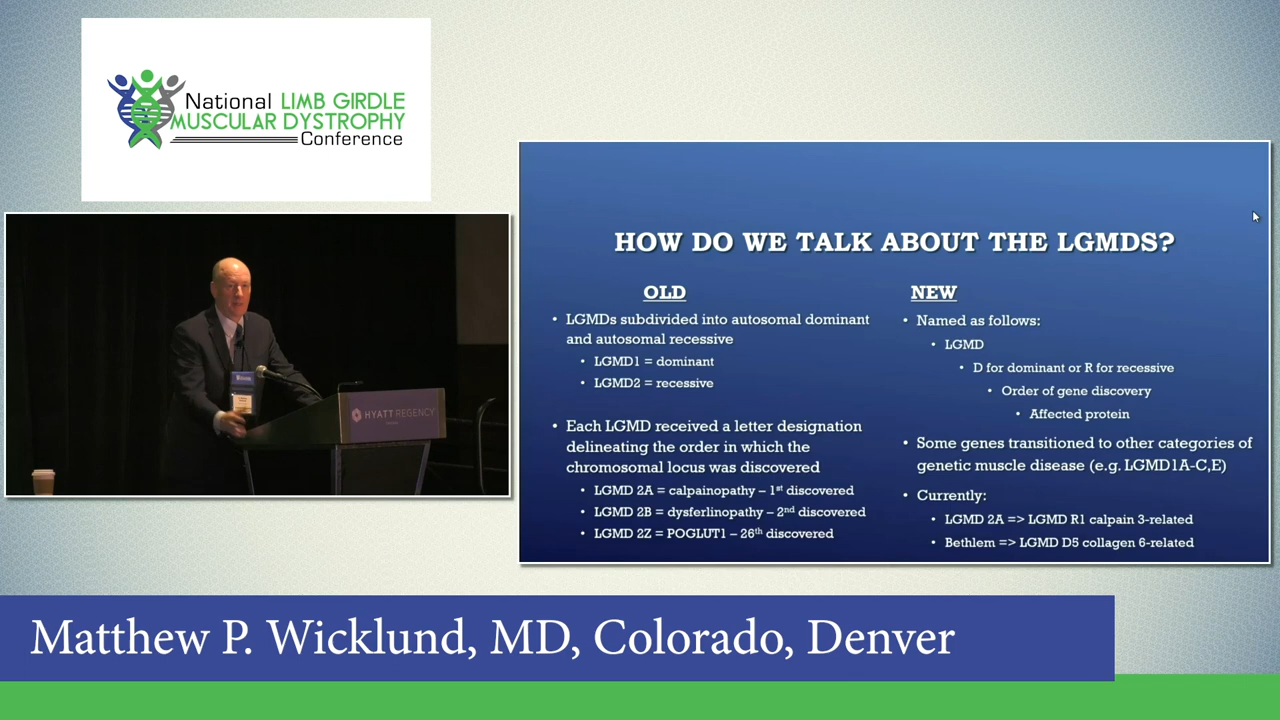 National LIMB GIRDLE
MUSCULAR DYSTROPHY
Conference
HYATT REGENCY
HOW DO WE TALK ABOUT THE LGMDS?
OLD
• LGMDs subdivided into autosomal dominant
and autosomal recessive
• LGMD1 = dominant
• LGMD2 = recessive
• Each LGMD received a letter designation
delineating the order in which the
chromosomal locus was discovered
• LGMD 2A = calpainopathy – 1st discovered
• LGMD 2B = dysferlinopathy – 2nd discovered
• LGMD 2Z = POGLUT1 – 26th discovered
NEW
• Named as follows:
• LGMD
• D for dominant or R for recessive
• Order of gene discovery
• Affected protein
• Some genes transitioned to other categories of
genetic muscle disease (e.g. LGMD1A-C,E)
• Currently:
• LGMD 2A => LGMD R1 calpain 3-related
• Bethlem => LGMD D5 collagen 6-related
Matthew P. Wicklund, MD, Colorado, Denver